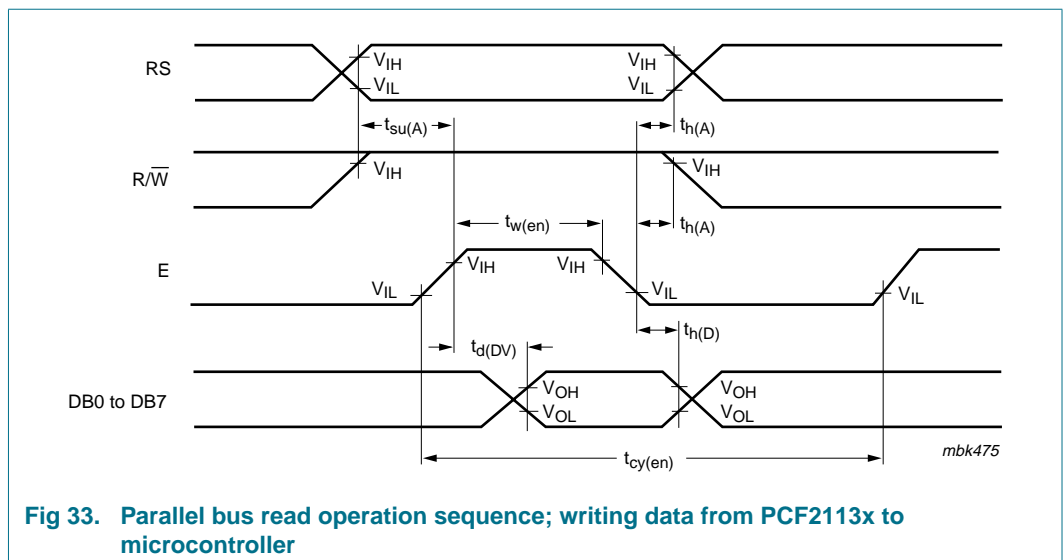 RS
V_IH
V_IL
V_IH
V_IL
t_su(A)
t_h(A)
R/W̅
V_IH
V_IH
t_w(en)
t_h(A)
E
V_IH
V_IH
V_IL
V_IL
V_IL
t_h(D)
t_d(DV)
DB0 to DB7
V_OH
V_OL
V_OH
V_OL
t_cy(en)
mbk475
Fig 33. Parallel bus read operation sequence; writing data from PCF2113x to
microcontroller